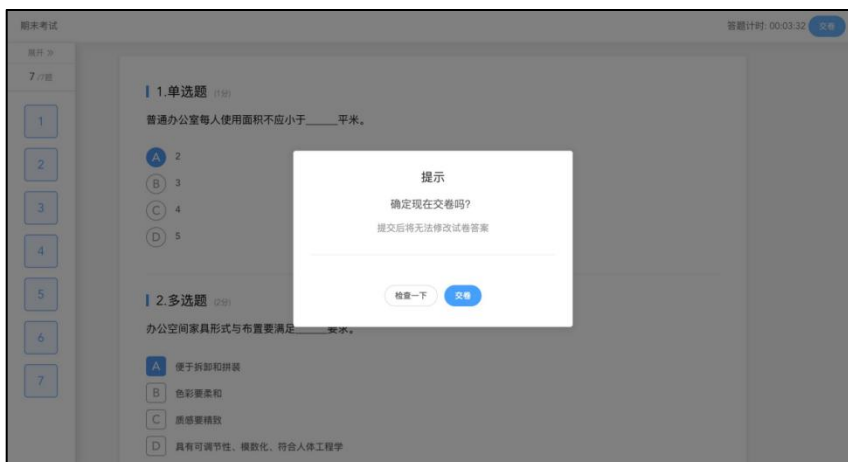 期末考试
答题计时: 00:03:32 交卷
展开 ≫
7 /7题
1
2
3
4
5
6
7
1.单选题 (1分)
普通办公室每人使用面积不应小于_____平米。
A 2
B 3
C 4
D 5
2.多选题 (2分)
办公空间家具形式与布置要满足_____要求。
A 便于拆卸和拼装
B 色彩要柔和
C 质感要精致
D 具有可调节性、模数化、符合人体工程学
提示
确定现在交卷吗?
提交后将无法修改试卷答案
检查一下 交卷